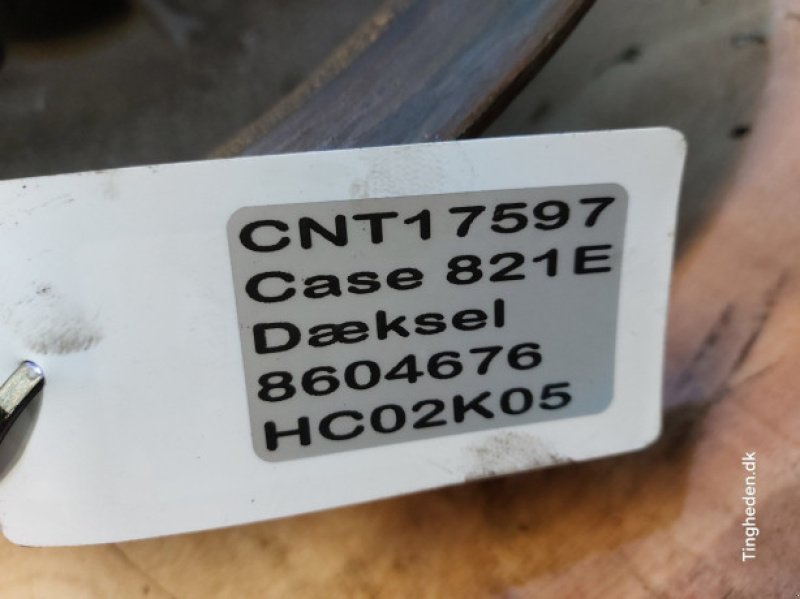 CNT17597
Case 821E
Dæksel
8604676
HC02K05
Tingheden.dk